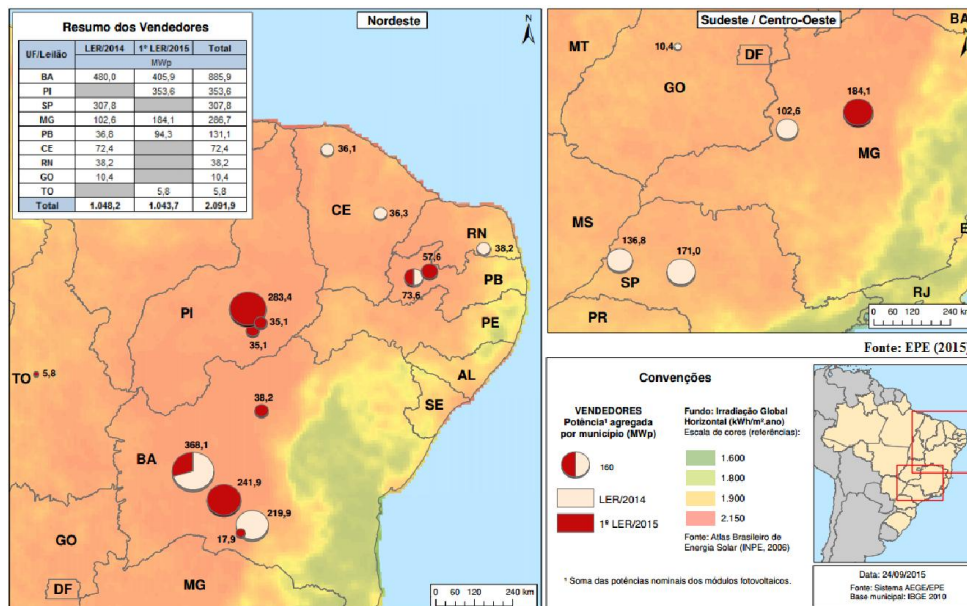 Resumo dos Vendedores
UF/Leilão LER/2014 1º LER/2015 Total
MWp
BA 480,0 405,9 885,9
PI 353,6 353,6
SP 307,8 307,8
MG 102,6 184,1 286,7
PB 36,8 94,3 131,1
CE 72,4 72,4
RN 38,2 38,2
GO 10,4 10,4
TO 5,8 5,8
Total 1.048,2 1.043,7 2.091,9
Nordeste
N
36,1
CE
36,3
RN
38,2
57,6
73,6
PB
PI
283,4
35,1
35,1
PE
AL
SE
TO
5,8
38,2
368,1
BA
241,9
219,9
17,9
GO
DF
MG
0 60 120 240 km
Sudeste / Centro-Oeste
BA
N
MT
10,4
DF
GO
184,1
102,6
MG
MS
136,8
171,0
SP
E
RJ
PR
0 60 120 240 km
Fonte: EPE (2015)
Convenções
VENDEDORES
Potência¹ agregada
por município (MWp)
160
LER/2014
1º LER/2015
Fundo: Irradiação Global
Horizontal (kWh/m².ano)
Escala de cores (referências):
1.600
1.800
1.900
2.150
Fonte: Atlas Brasileiro de
Energia Solar (INPE, 2006)
¹ Soma das potências nominais dos módulos fotovoltaicos.
Data: 24/09/2015
Fonte: Sistema AEGE/EPE
Base municipal: IBGE 2010